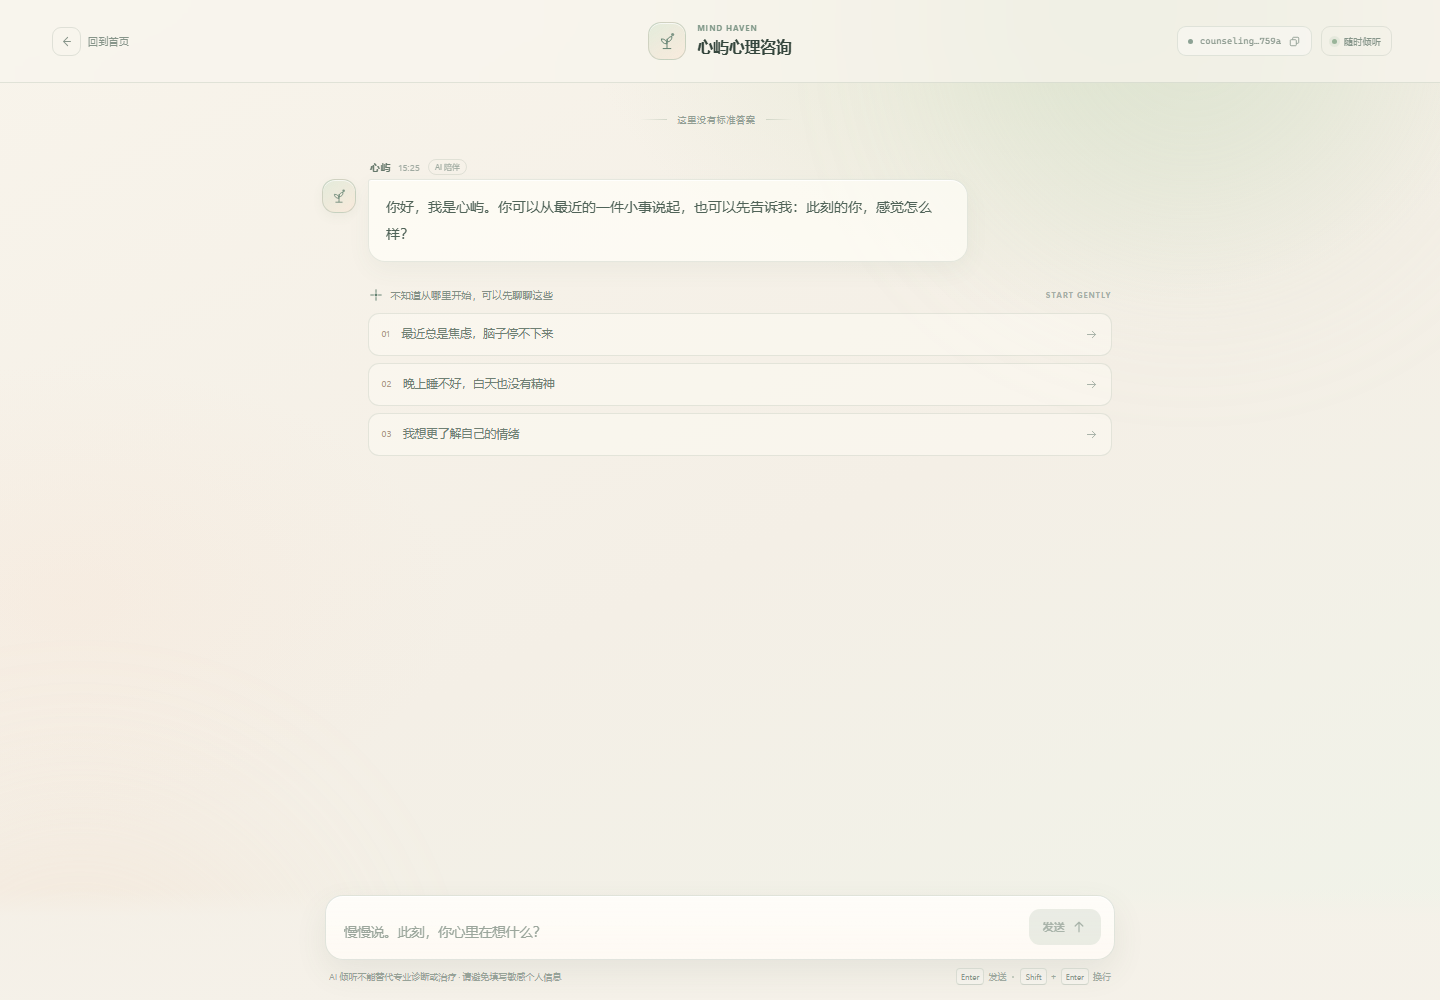 回到首页
MIND HAVEN
心屿心理咨询
counseling…759a
随时倾听
这里没有标准答案
心屿 15:25 AI 陪伴
你好，我是心屿。你可以从最近的一件小事说起，也可以先告诉我：此刻的你，感觉怎么
样？
不知道从哪里开始，可以先聊聊这些
START GENTLY
01 最近总是焦虑，脑子停不下来
02 晚上睡不好，白天也没有精神
03 我想更了解自己的情绪
慢慢说。此刻，你心里在想什么？
发送
AI 倾听不能替代专业诊断或治疗 · 请避免填写敏感个人信息
Enter 发送 · Shift + Enter 换行